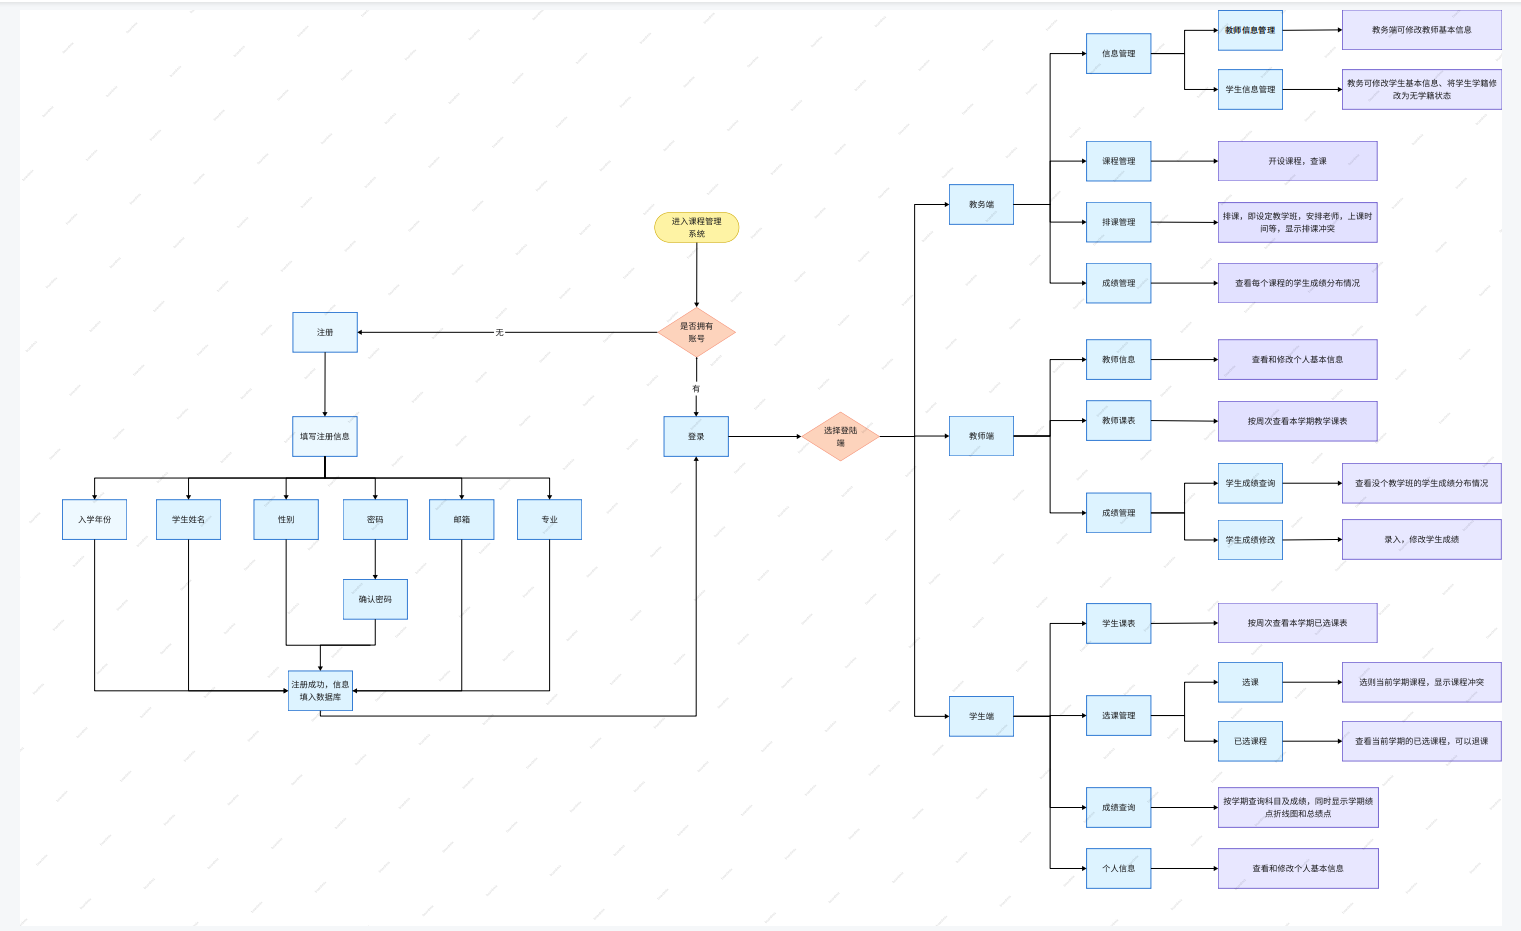 进入课程管理
系统
是否拥有
账号
无
有
注册
填写注册信息
入学年份
学生姓名
性别
密码
邮箱
专业
确认密码
注册成功，信息
填入数据库
登录
选择登陆
端
教务端
信息管理
教师信息管理
教务端可修改教师基本信息
学生信息管理
教务可修改学生基本信息、将学生学籍修
改为无学籍状态
课程管理
开设课程，查课
排课管理
排课，即设定教学班，安排老师，上课时
间等，显示排课冲突
成绩管理
查看每个课程的学生成绩分布情况
教师端
教师信息
查看和修改个人基本信息
教师课表
按周次查看本学期教学课表
成绩管理
学生成绩查询
查看没个教学班的学生成绩分布情况
学生成绩修改
录入，修改学生成绩
学生端
学生课表
按周次查看本学期已选课表
选课管理
选课
选则当前学期课程，显示课程冲突
已选课程
查看当前学期的已选课程，可以退课
成绩查询
按学期查询科目及成绩，同时显示学期绩
点折线图和总绩点
个人信息
查看和修改个人基本信息